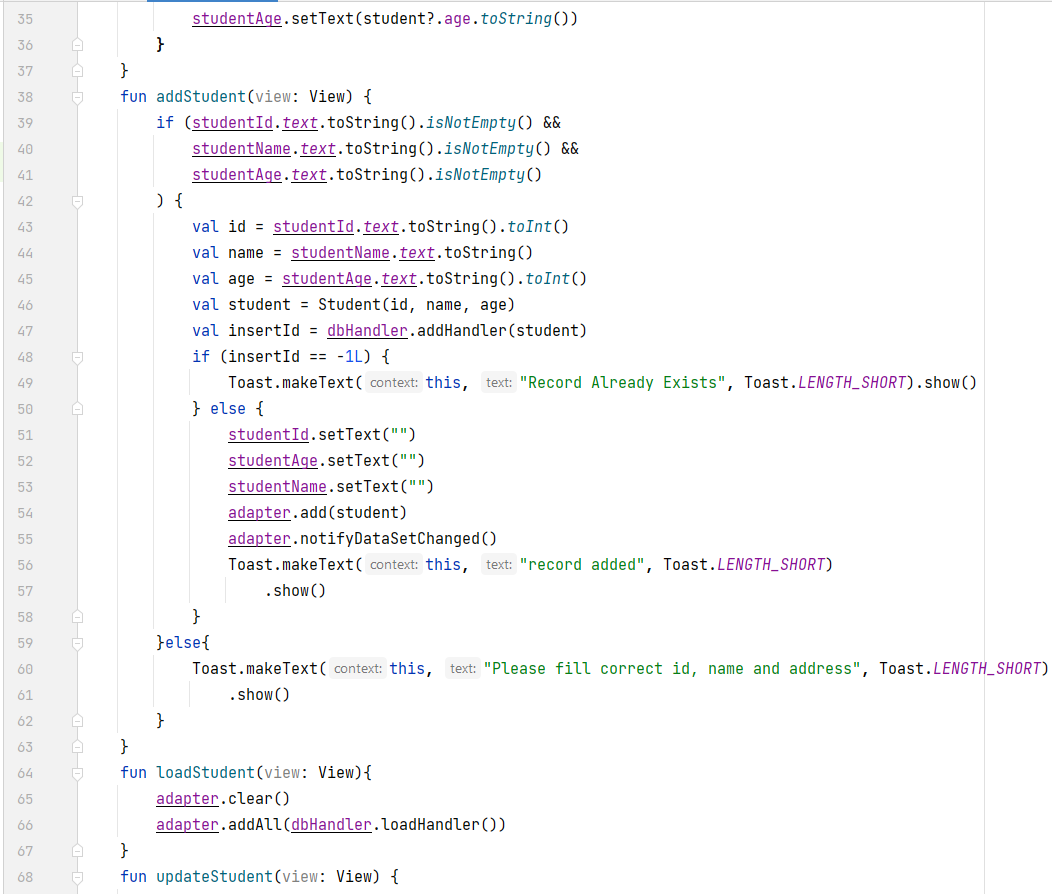 35 studentAge.setText(student?.age.toString())
36 }
37 }
38 fun addStudent(view: View) {
39 if (studentId.text.toString().isNotEmpty() &&
40 studentName.text.toString().isNotEmpty() &&
41 studentAge.text.toString().isNotEmpty()
42 ) {
43 val id = studentId.text.toString().toInt()
44 val name = studentName.text.toString()
45 val age = studentAge.text.toString().toInt()
46 val student = Student(id, name, age)
47 val insertId = dbHandler.addHandler(student)
48 if (insertId == -1L) {
49 Toast.makeText( context: this, text: "Record Already Exists", Toast.LENGTH_SHORT).show()
50 } else {
51 studentId.setText("")
52 studentAge.setText("")
53 studentName.setText("")
54 adapter.add(student)
55 adapter.notifyDataSetChanged()
56 Toast.makeText( context: this, text: "record added", Toast.LENGTH_SHORT)
57 .show()
58 }
59 }else{
60 Toast.makeText( context: this, text: "Please fill correct id, name and address", Toast.LENGTH_SHORT)
61 .show()
62 }
63 }
64 fun loadStudent(view: View){
65 adapter.clear()
66 adapter.addAll(dbHandler.loadHandler())
67 }
68 fun updateStudent(view: View) {